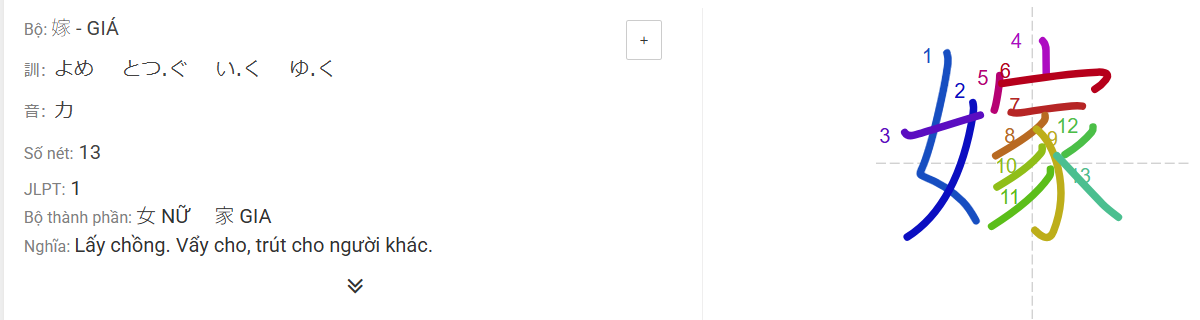 Bộ: 嫁 - GIÁ
+
訓: よめ とつ.ぐ い.く ゆ.く
音: カ
Số nét: 13
JLPT: 1
Bộ thành phần: 女 NỮ 家 GIA
Nghĩa: Lấy chồng. Vẩy cho, trút cho người khác.
嫁
1
2
3
4
5
6
7
8
9
10
11
12
13